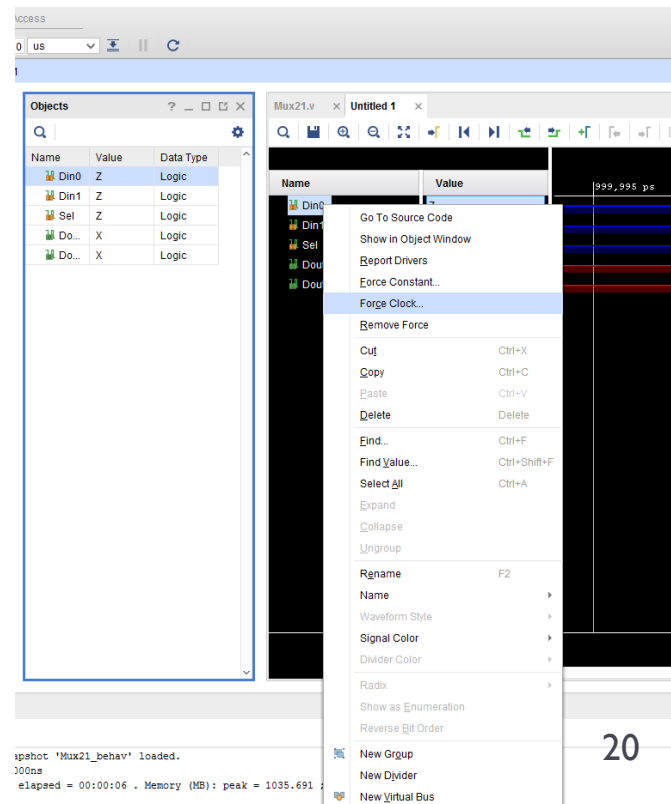 Access
0 us
Objects
Name Value Data Type
Din0 Z Logic
Din1 Z Logic
Sel Z Logic
Do... X Logic
Do... X Logic
Mux21.v Untitled 1
Name Value
999,995 ps
Din0 Z
Din1
Sel
Dout
Dout
Go To Source Code
Show in Object Window
Report Drivers
Force Constant...
Force Clock...
Remove Force
Cut Ctrl+X
Copy Ctrl+C
Paste Ctrl+V
Delete Delete
Find... Ctrl+F
Find Value... Ctrl+Shift+F
Select All Ctrl+A
Expand
Collapse
Ungroup
Rename F2
Name
Waveform Style
Signal Color
Divider Color
Radix
Show as Enumeration
Reverse Bit Order
New Group
New Divider
New Virtual Bus
20
apshot 'Mux21_behav' loaded.
000ns
elapsed = 00:00:06 . Memory (MB): peak = 1035.691 ;